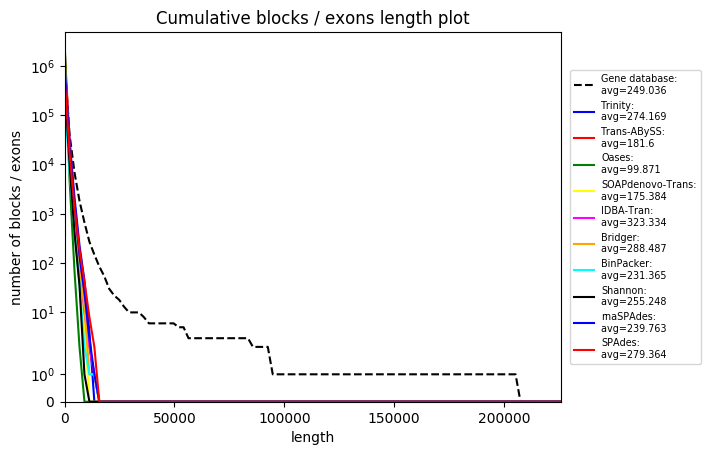 Cumulative blocks / exons length plot
number of blocks / exons
10^6
10^5
10^4
10^3
10^2
10^1
10^0
0
0
50000
100000
150000
200000
length
Gene database:
avg=249.036
Trinity:
avg=274.169
Trans-ABySS:
avg=181.6
Oases:
avg=99.871
SOAPdenovo-Trans:
avg=175.384
IDBA-Tran:
avg=323.334
Bridger:
avg=288.487
BinPacker:
avg=231.365
Shannon:
avg=255.248
rnaSPAdes:
avg=239.763
SPAdes:
avg=279.364